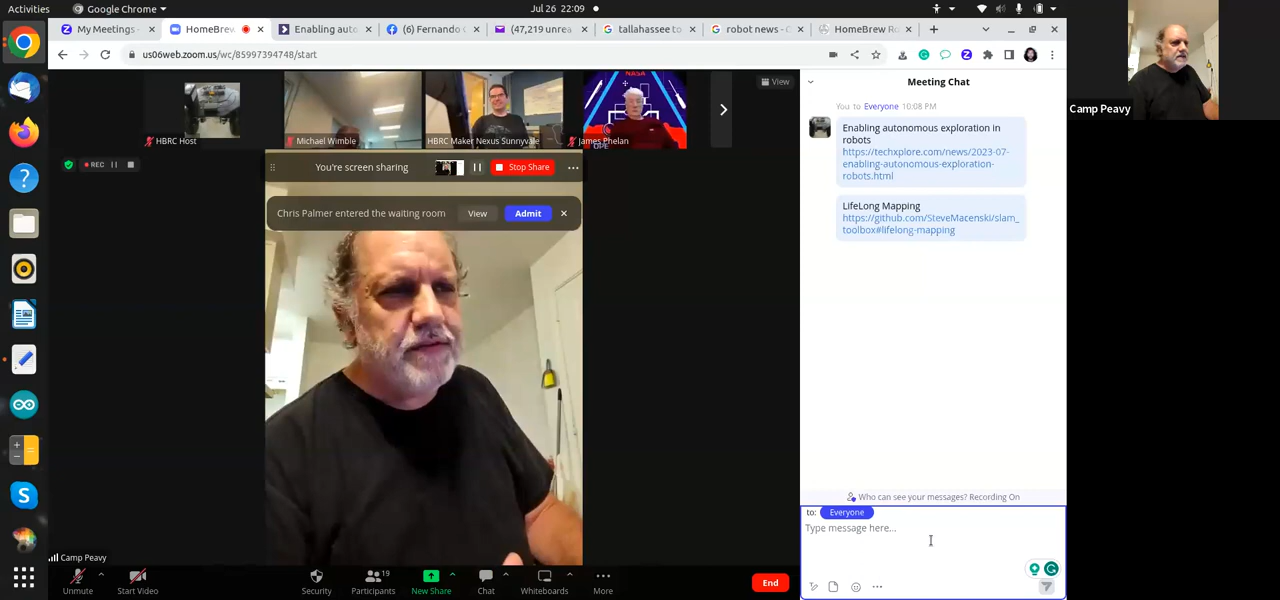 Activities
Google Chrome
Jul 26 22:09
My Meetings -
HomeBrew
Enabling auto
(6) Fernando
(47,219 unrea
tallahassee to
robot news -
HomeBrew Ro
us06web.zoom.us/wc/85997394748/start
HBRC Host
Michael Wimble
HBRC Maker Nexus Sunnyvale
James Phelan
NASA
View
REC
You're screen sharing
Stop Share
Chris Palmer entered the waiting room
View
Admit
Meeting Chat
You to Everyone 10:08 PM
Enabling autonomous exploration in
robots
https://techxplore.com/news/2023-07-
enabling-autonomous-exploration-
robots.html
LifeLong Mapping
https://github.com/SteveMacenski/slam_
toolbox#lifelong-mapping
Who can see your messages? Recording On
to: Everyone
Type message here...
Camp Peavy
Unmute
Start Video
Security
Participants
19
New Share
Chat
Whiteboards
More
End
Camp Peavy